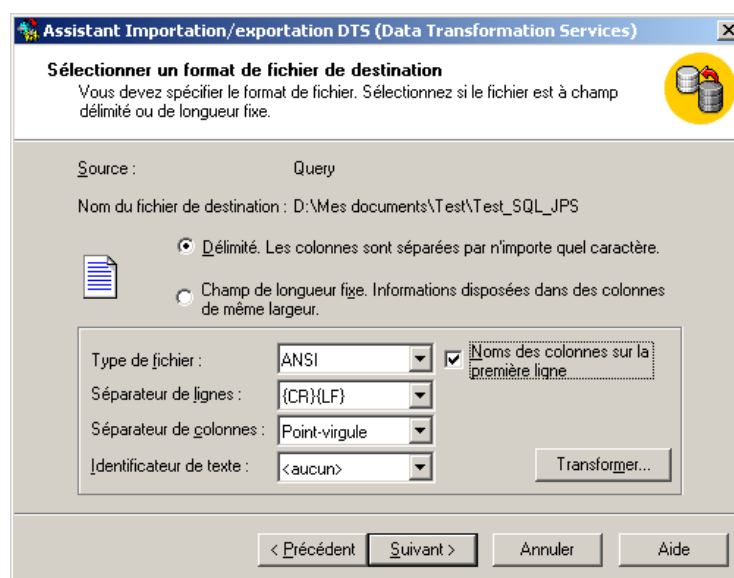 Assistant Importation/exportation DTS (Data Transformation Services)
Sélectionner un format de fichier de destination
Vous devez spécifier le format de fichier. Sélectionnez si le fichier est à champ
délimité ou de longueur fixe.
Source : Query
Nom du fichier de destination : D:\Mes documents\Test\Test_SQL_JPS
Délimité. Les colonnes sont séparées par n'importe quel caractère.
Champ de longueur fixe. Informations disposées dans des colonnes
de même largeur.
Type de fichier : ANSI Noms des colonnes sur la
première ligne
Séparateur de lignes : {CR}{LF}
Séparateur de colonnes : Point-virgule
Identificateur de texte : <aucun> Transformer...
< Précédent Suivant > Annuler Aide